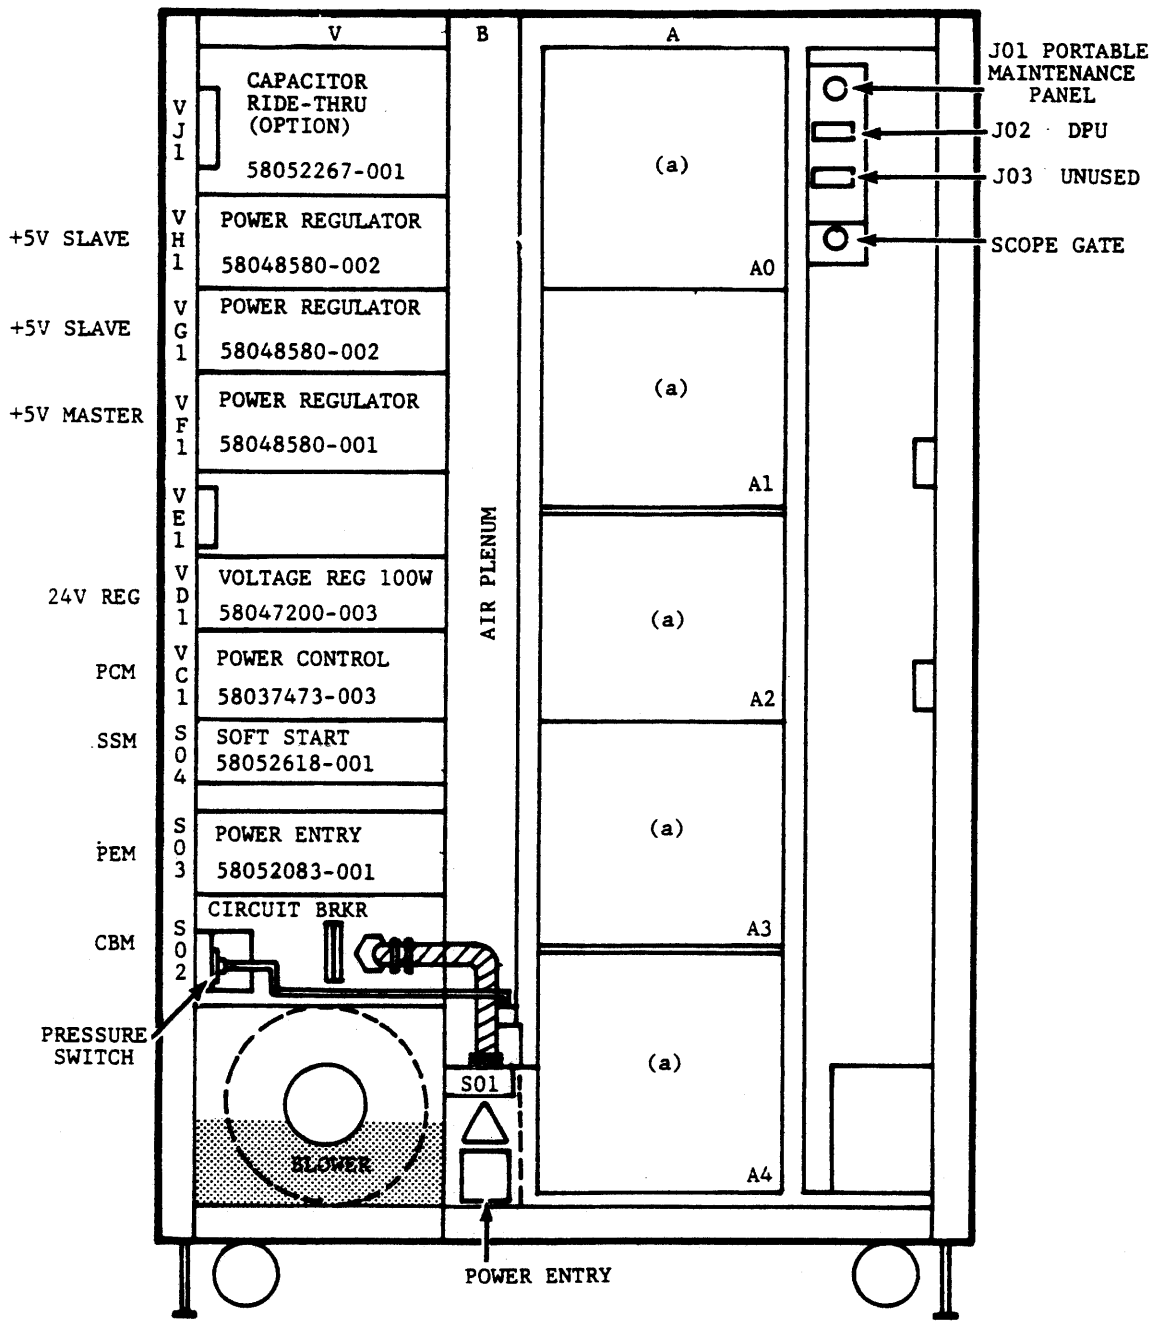 V
B
A
CAPACITOR
RIDE-THRU
(OPTION)
58052267-001
VJ1
+5V SLAVE
VH1
POWER REGULATOR
58048580-002
+5V SLAVE
VG1
POWER REGULATOR
58048580-002
+5V MASTER
VF1
POWER REGULATOR
58048580-001
VE1
24V REG
VD1
VOLTAGE REG 100W
58047200-003
PCM
VC1
POWER CONTROL
58037473-003
SSM
S04
SOFT START
58052618-001
PEM
S03
POWER ENTRY
58052083-001
CBM
S02
CIRCUIT BRKR
PRESSURE
SWITCH
BLOWER
AIR PLENUM
S01
POWER ENTRY
(a)
A0
(a)
A1
(a)
A2
(a)
A3
(a)
A4
J01 PORTABLE
MAINTENANCE
PANEL
J02 DPU
J03 UNUSED
SCOPE GATE